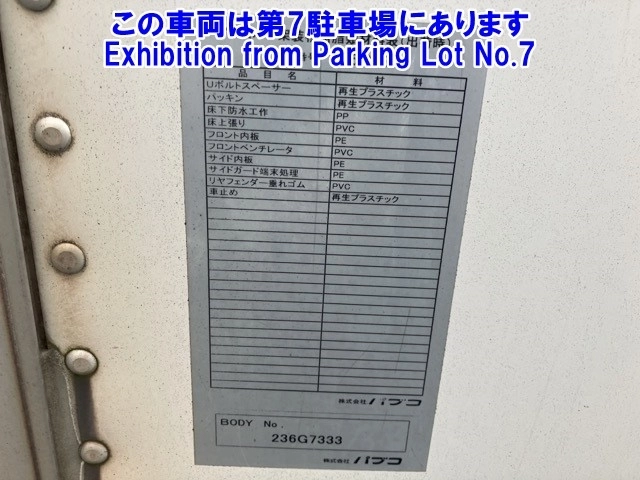 この車両は第7駐車場にあります
Exhibition from Parking Lot No.7
品目名 材料
Uボルトスペーサー 再生プラスチック
パッキン 再生プラスチック
床下防水工作 PP
床上張り PVC
フロント内板 PE
フロントベンチレータ PVC
サイド内板 PE
サイドガード端末処理 PE
リヤフェンダー垂れゴム PVC
車止め 再生プラスチック
株式会社パブコ
BODY No. 236G7333
株式会社パブコ